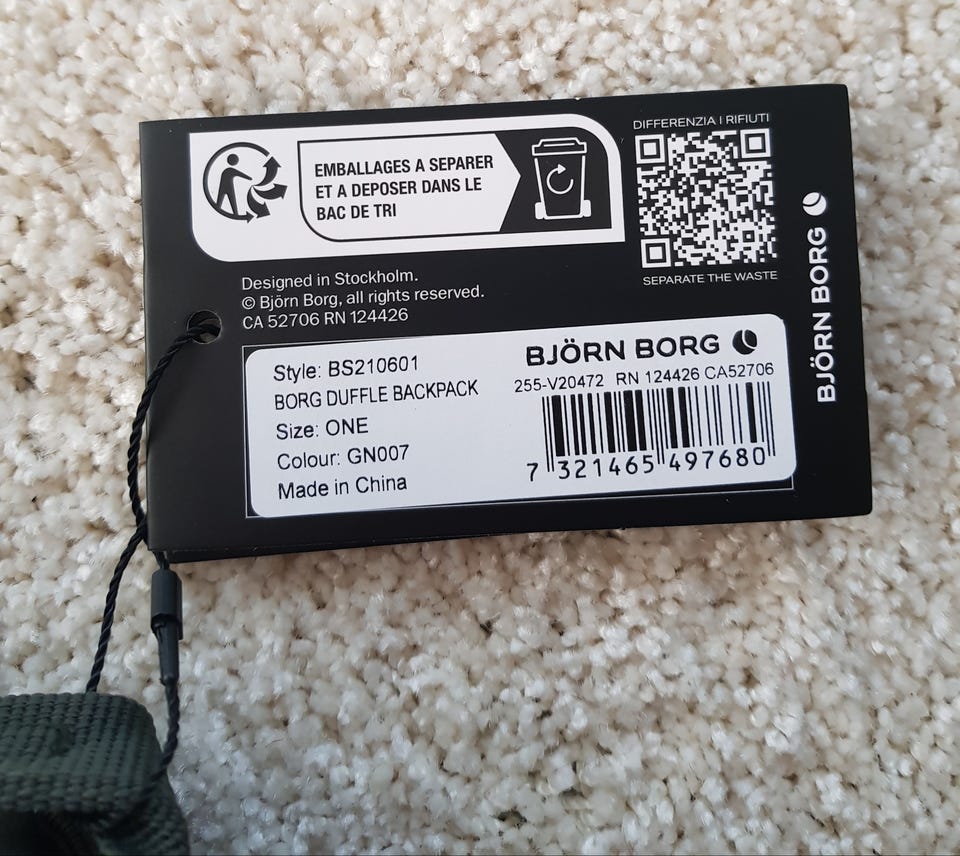 EMBALLAGES A SEPARER
ET A DEPOSER DANS LE
BAC DE TRI
DIFFERENZIA I RIFIUTI
SEPARATE THE WASTE
BJÖRN BORG
Designed in Stockholm.
© Björn Borg, all rights reserved.
CA 52706 RN 124426
Style: BS210601
BORG DUFFLE BACKPACK
Size: ONE
Colour: GN007
Made in China
BJÖRN BORG
255-V20472 RN 124426 CA52706
7 321465 497680